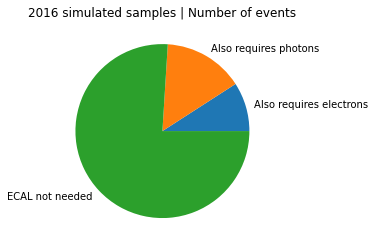 2016 simulated samples | Number of events
Also requires photons
Also requires electrons
ECAL not needed